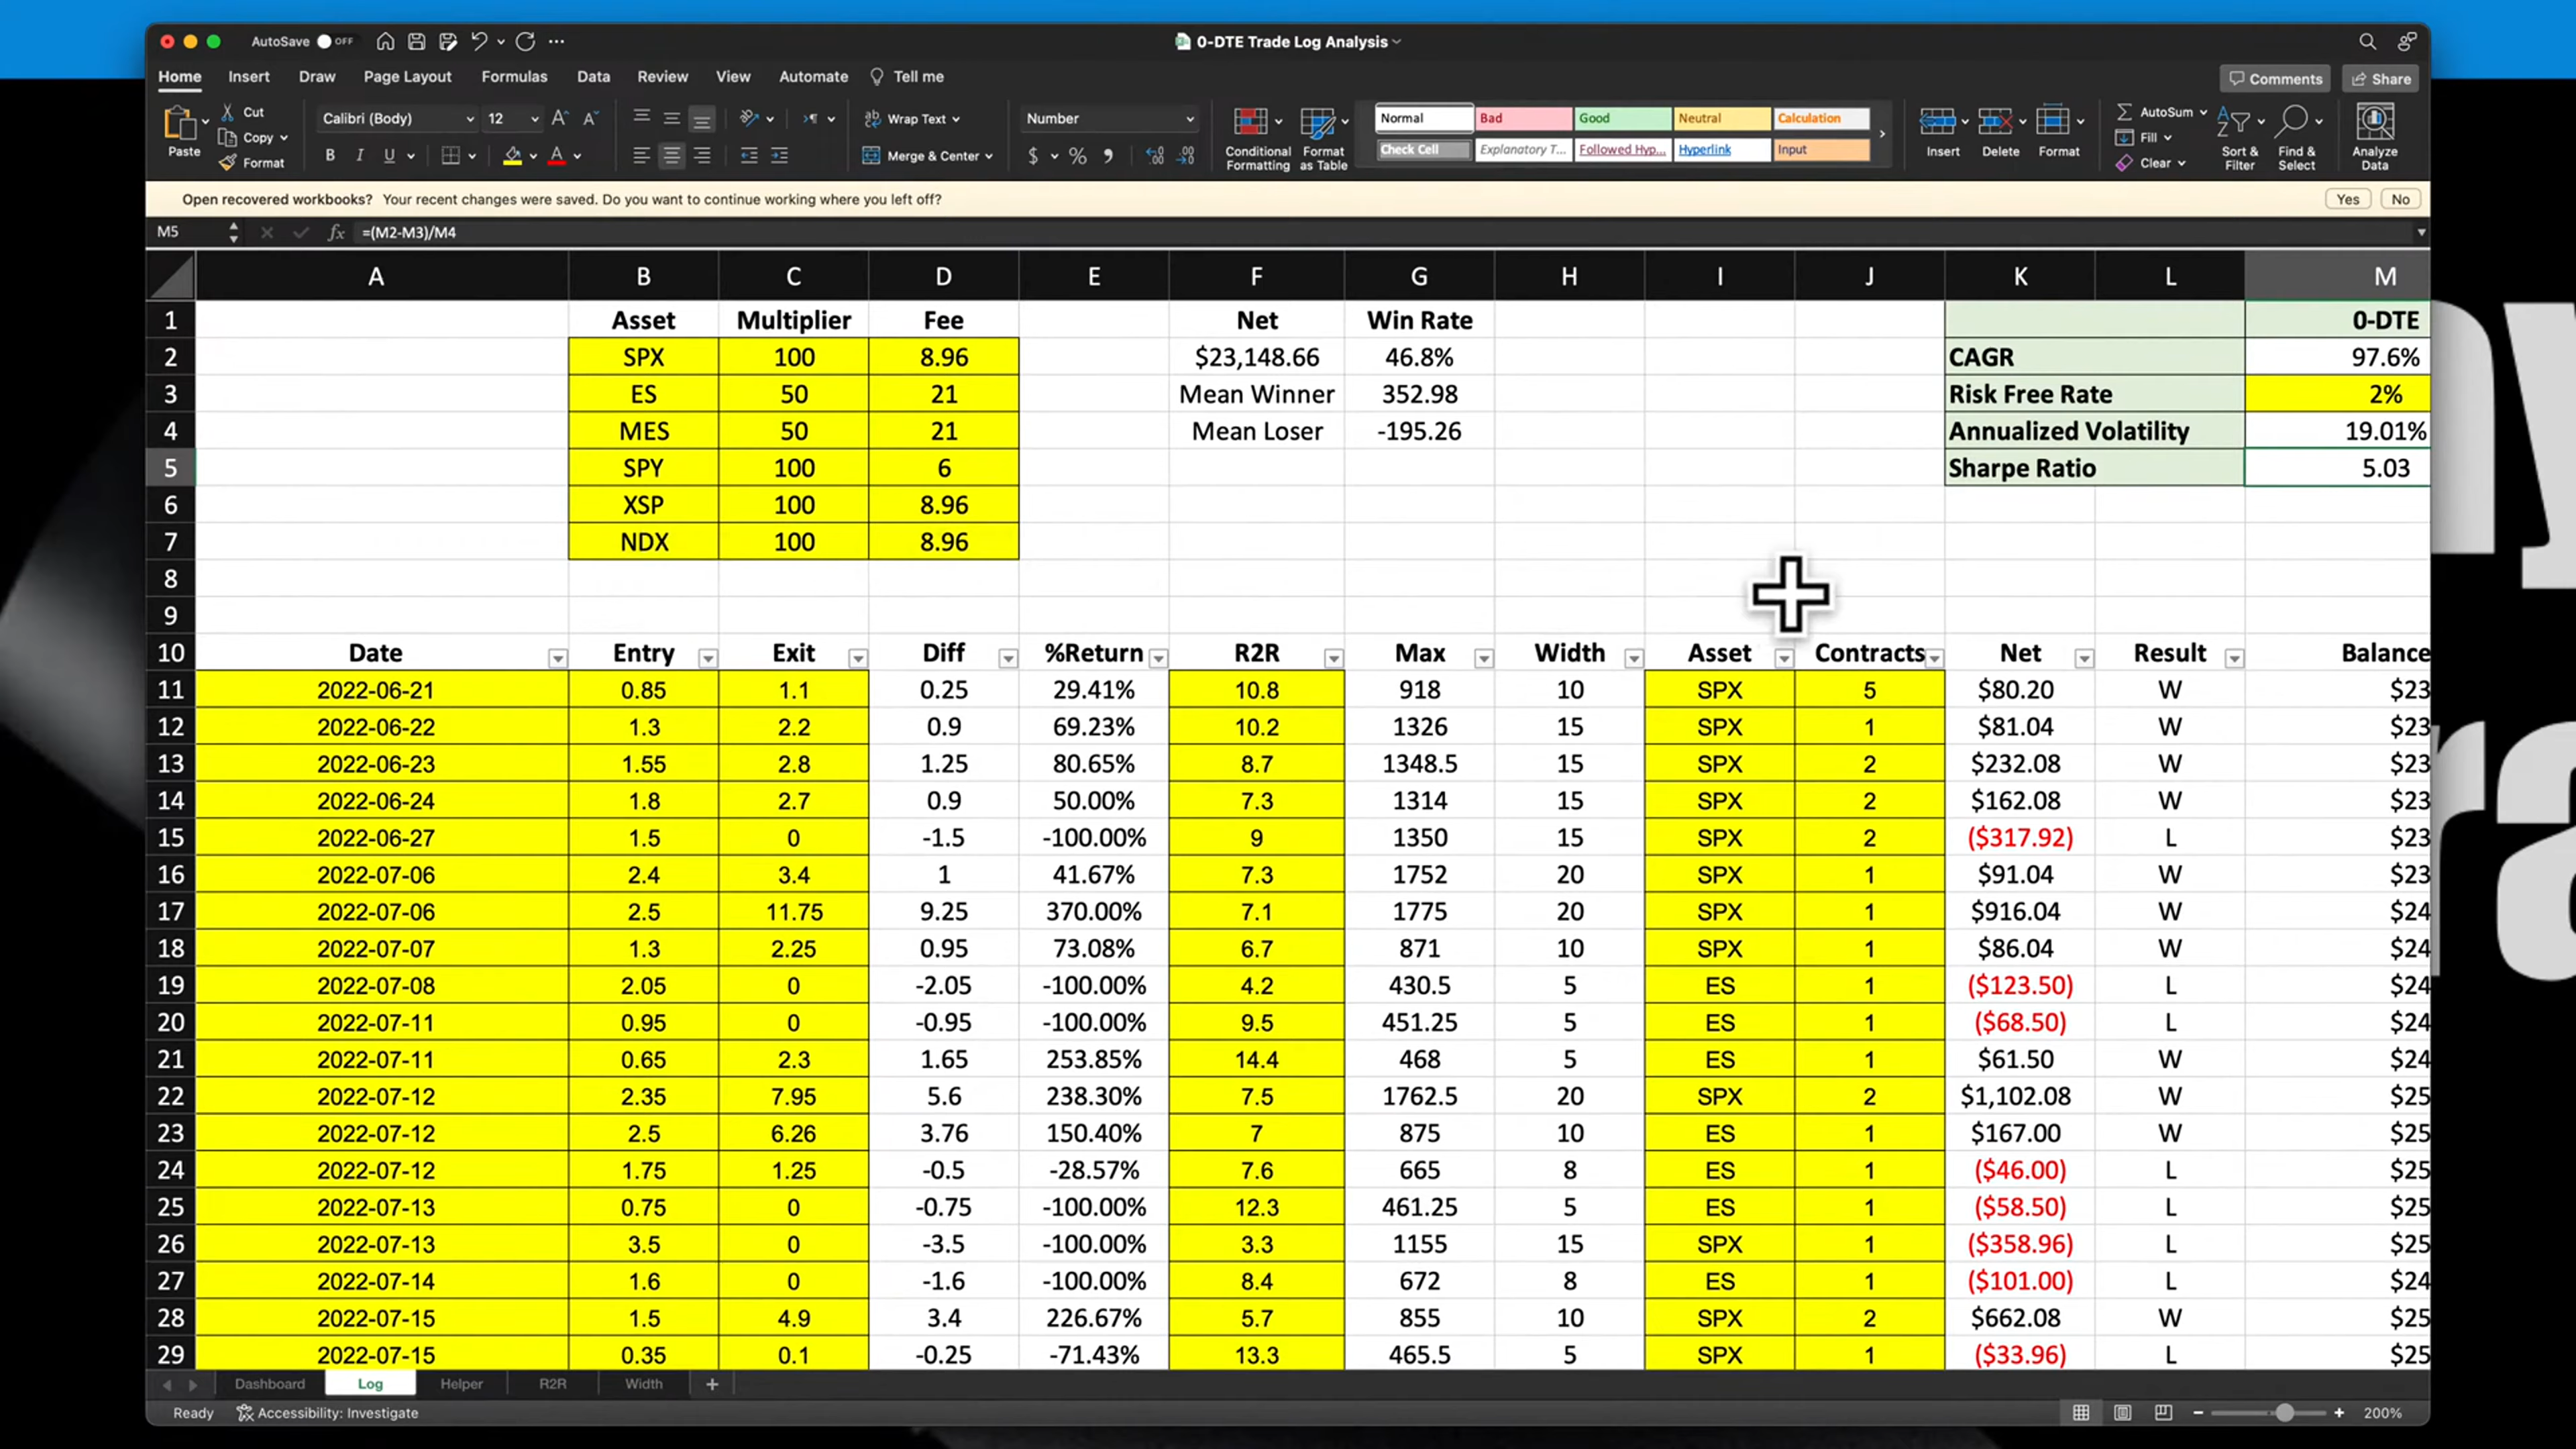 AutoSave OFF 0-DTE Trade Log Analysis
Home Insert Draw Page Layout Formulas Data Review View Automate Tell me Comments Share
Paste Cut Calibri (Body) 12 Wrap Text Number Conditional Formatting Format as Table Normal Bad Good Neutral Calculation Insert Delete Format AutoSum Sort & Filter Find & Select Analyze Data
Copy Fill
Format B I U A Merge & Center $ % Check Cell Explanatory T... Followed Hyp... Hyperlink Input Clear
Open recovered workbooks? Your recent changes were saved. Do you want to continue working where you left off? Yes No
M5 fx =(M2-M3)/M4
A B C D E F G H I J K L M
1 Asset Multiplier Fee Net Win Rate 0-DTE
2 SPX 100 8.96 $23,148.66 46.8% CAGR 97.6%
3 ES 50 21 Mean Winner 352.98 Risk Free Rate 2%
4 MES 50 21 Mean Loser -195.26 Annualized Volatility 19.01%
5 SPY 100 6 Sharpe Ratio 5.03
6 XSP 100 8.96
7 NDX 100 8.96
8
9
10 Date Entry Exit Diff %Return R2R Max Width Asset Contracts Net Result Balance
11 2022-06-21 0.85 1.1 0.25 29.41% 10.8 918 10 SPX 5 $80.20 W $23
12 2022-06-22 1.3 2.2 0.9 69.23% 10.2 1326 15 SPX 1 $81.04 W $23
13 2022-06-23 1.55 2.8 1.25 80.65% 8.7 1348.5 15 SPX 2 $232.08 W $23
14 2022-06-24 1.8 2.7 0.9 50.00% 7.3 1314 15 SPX 2 $162.08 W $23
15 2022-06-27 1.5 0 -1.5 -100.00% 9 1350 15 SPX 2 ($317.92) L $23
16 2022-07-06 2.4 3.4 1 41.67% 7.3 1752 20 SPX 1 $91.04 W $23
17 2022-07-06 2.5 11.75 9.25 370.00% 7.1 1775 20 SPX 1 $916.04 W $24
18 2022-07-07 1.3 2.25 0.95 73.08% 6.7 871 10 SPX 1 $86.04 W $24
19 2022-07-08 2.05 0 -2.05 -100.00% 4.2 430.5 5 ES 1 ($123.50) L $24
20 2022-07-11 0.95 0 -0.95 -100.00% 9.5 451.25 5 ES 1 ($68.50) L $24
21 2022-07-11 0.65 2.3 1.65 253.85% 14.4 468 5 ES 1 $61.50 W $24
22 2022-07-12 2.35 7.95 5.6 238.30% 7.5 1762.5 20 SPX 2 $1,102.08 W $25
23 2022-07-12 2.5 6.26 3.76 150.40% 7 875 10 ES 1 $167.00 W $25
24 2022-07-12 1.75 1.25 -0.5 -28.57% 7.6 665 8 ES 1 ($46.00) L $25
25 2022-07-13 0.75 0 -0.75 -100.00% 12.3 461.25 5 ES 1 ($58.50) L $25
26 2022-07-13 3.5 0 -3.5 -100.00% 3.3 1155 15 SPX 1 ($358.96) L $25
27 2022-07-14 1.6 0 -1.6 -100.00% 8.4 672 8 ES 1 ($101.00) L $24
28 2022-07-15 1.5 4.9 3.4 226.67% 5.7 855 10 SPX 2 $662.08 W $25
29 2022-07-15 0.35 0.1 -0.25 -71.43% 13.3 465.5 5 SPX 1 ($33.96) L $25
Dashboard Log Helper R2R Width +
Ready Accessibility: Investigate 200%